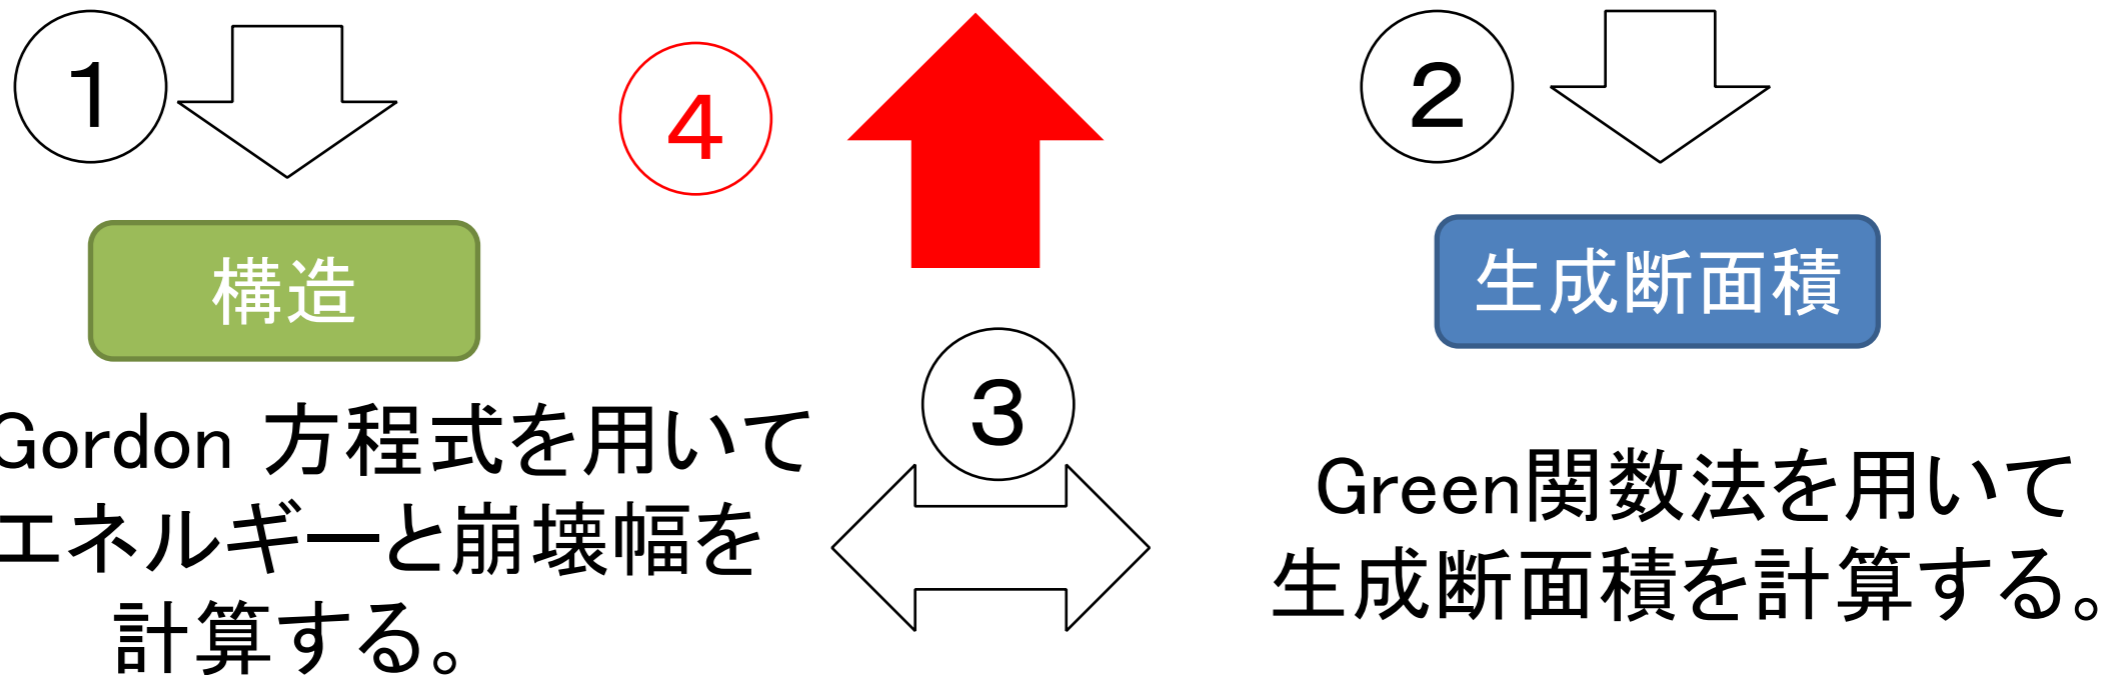 1
4
2
構造
生成断面積
3
Gordon 方程式を用いて
エネルギーと崩壊幅を
計算する。
Green関数法を用いて
生成断面積を計算する。